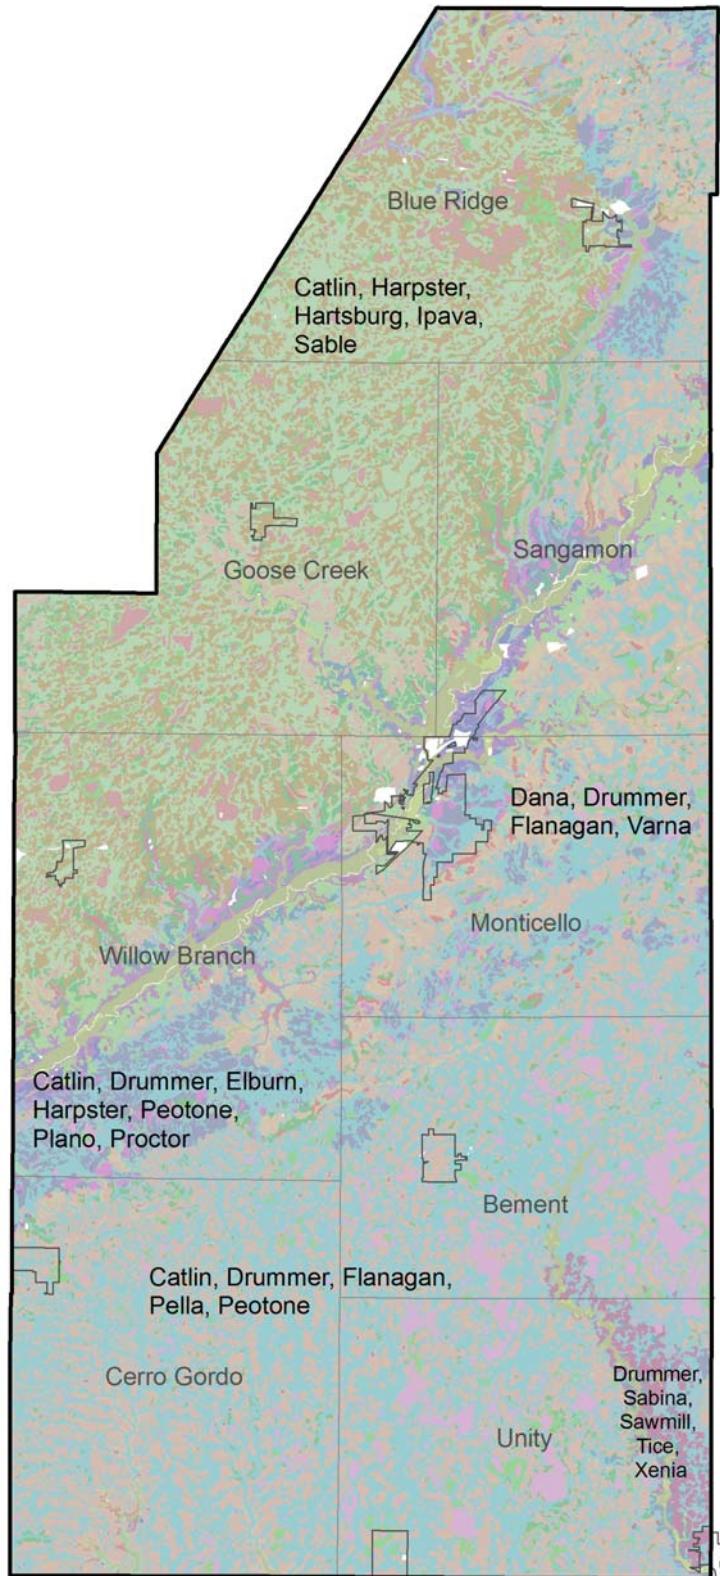 Blue Ridge
Catlin, Harpster,
Hartsburg, Ipava,
Sable
Sangamon
Goose Creek
Dana, Drummer,
Flanagan, Varna
Monticello
Willow Branch
Catlin, Drummer, Elburn,
Harpster, Peotone,
Plano, Proctor
Bement
Catlin, Drummer, Flanagan,
Pella, Peotone
Cerro Gordo
Drummer,
Sabina,
Sawmill,
Tice,
Xenia
Unity